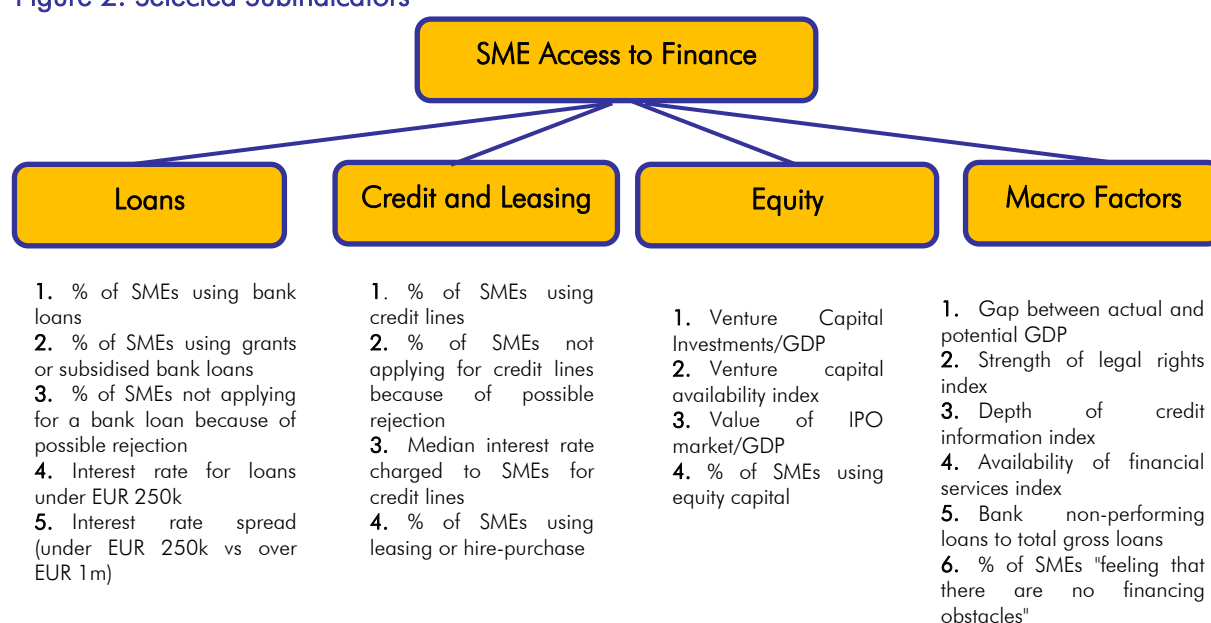 Figure 2: Selected Subindicators
SME Access to Finance
Loans
Credit and Leasing
Equity
Macro Factors
1. % of SMEs using bank
loans
2. % of SMEs using grants
or subsidised bank loans
3. % of SMEs not applying
for a bank loan because of
possible rejection
4. Interest rate for loans
under EUR 250k
5. Interest rate spread
(under EUR 250k vs over
EUR 1m)
1. % of SMEs using
credit lines
2. % of SMEs not
applying for credit lines
because of possible
rejection
3. Median interest rate
charged to SMEs for
credit lines
4. % of SMEs using
leasing or hire-purchase
1. Venture Capital
Investments/GDP
2. Venture capital
availability index
3. Value of IPO
market/GDP
4. % of SMEs using
equity capital
1. Gap between actual and
potential GDP
2. Strength of legal rights
index
3. Depth of credit
information index
4. Availability of financial
services index
5. Bank non-performing
loans to total gross loans
6. % of SMEs "feeling that
there are no financing
obstacles"